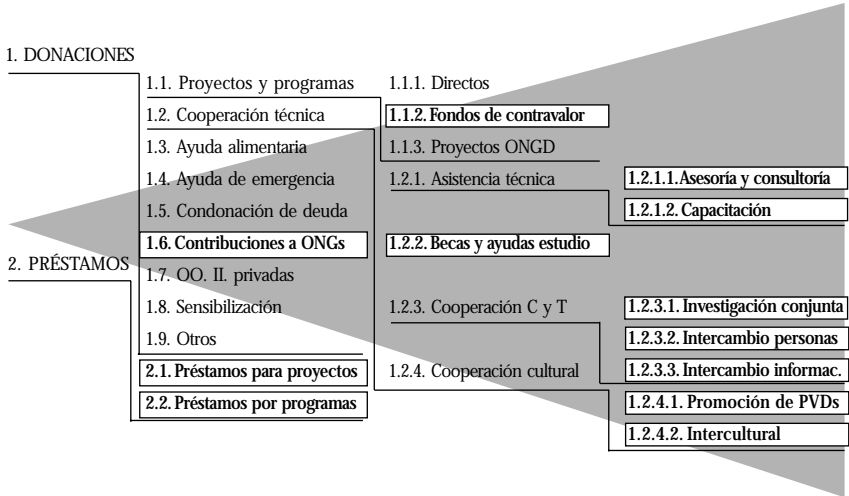 1. DONACIONES
1.1. Proyectos y programas
1.2. Cooperación técnica
1.3. Ayuda alimentaria
1.4. Ayuda de emergencia
1.5. Condonación de deuda
1.6. Contribuciones a ONGs
1.7. OO. II. privadas
1.8. Sensibilización
1.9. Otros
2. PRÉSTAMOS
2.1. Préstamos para proyectos
2.2. Préstamos por programas
1.1.1. Directos
1.1.2. Fondos de contravalor
1.1.3. Proyectos ONGD
1.2.1. Asistencia técnica
1.2.2. Becas y ayudas estudio
1.2.3. Cooperación C y T
1.2.4. Cooperación cultural
1.2.1.1. Asesoría y consultoría
1.2.1.2. Capacitación
1.2.3.1. Investigación conjunta
1.2.3.2. Intercambio personas
1.2.3.3. Intercambio informac.
1.2.4.1. Promoción de PVDs
1.2.4.2. Intercultural